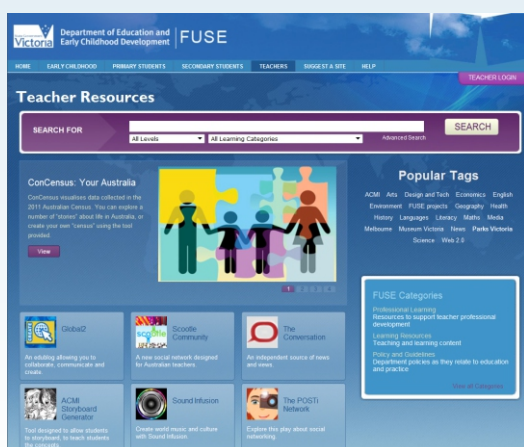 Victoria
Department of Education and
Early Childhood Development
FUSE
HOME EARLY CHILDHOOD PRIMARY STUDENTS SECONDARY STUDENTS TEACHERS SUGGEST A SITE HELP
TEACHER LOGIN
Teacher Resources
SEARCH FOR
SEARCH
All Levels All Learning Categories Advanced Search
ConCensus: Your Australia
ConCensus visualises data collected in the
2011 Australian Census. You can explore a
number of "stories" about life in Australia, or
create your own "census" using the tool
provided.
View
1
Popular Tags
ACMI Arts Design and Tech Economics English
Environment FUSE projects Geography Health
History Languages Literacy Maths Media
Melbourne Museum Victoria News Parks Victoria
Science Web 2.0
FUSE Categories
Professional Learning
Resources to support teacher professional
development
Learning Resources
Teaching and learning content
Policy and Guidelines
Department policies as they relate to education
and practice
View all Categories
Global2
An edublog allowing you to
collaborate, communicate and
create.
scootle
Scootle
Community
A new social network designed
for Australian teachers.
The
Conversation
An independent source of news
and views.
ACMI
Storyboard
Generator
Tool designed to allow students
to storyboard, to teach students
the concepts
Sound Infusion
Create world music and culture
with Sound Infusion.
The POSTi
Network
Explore this play about social
networking.